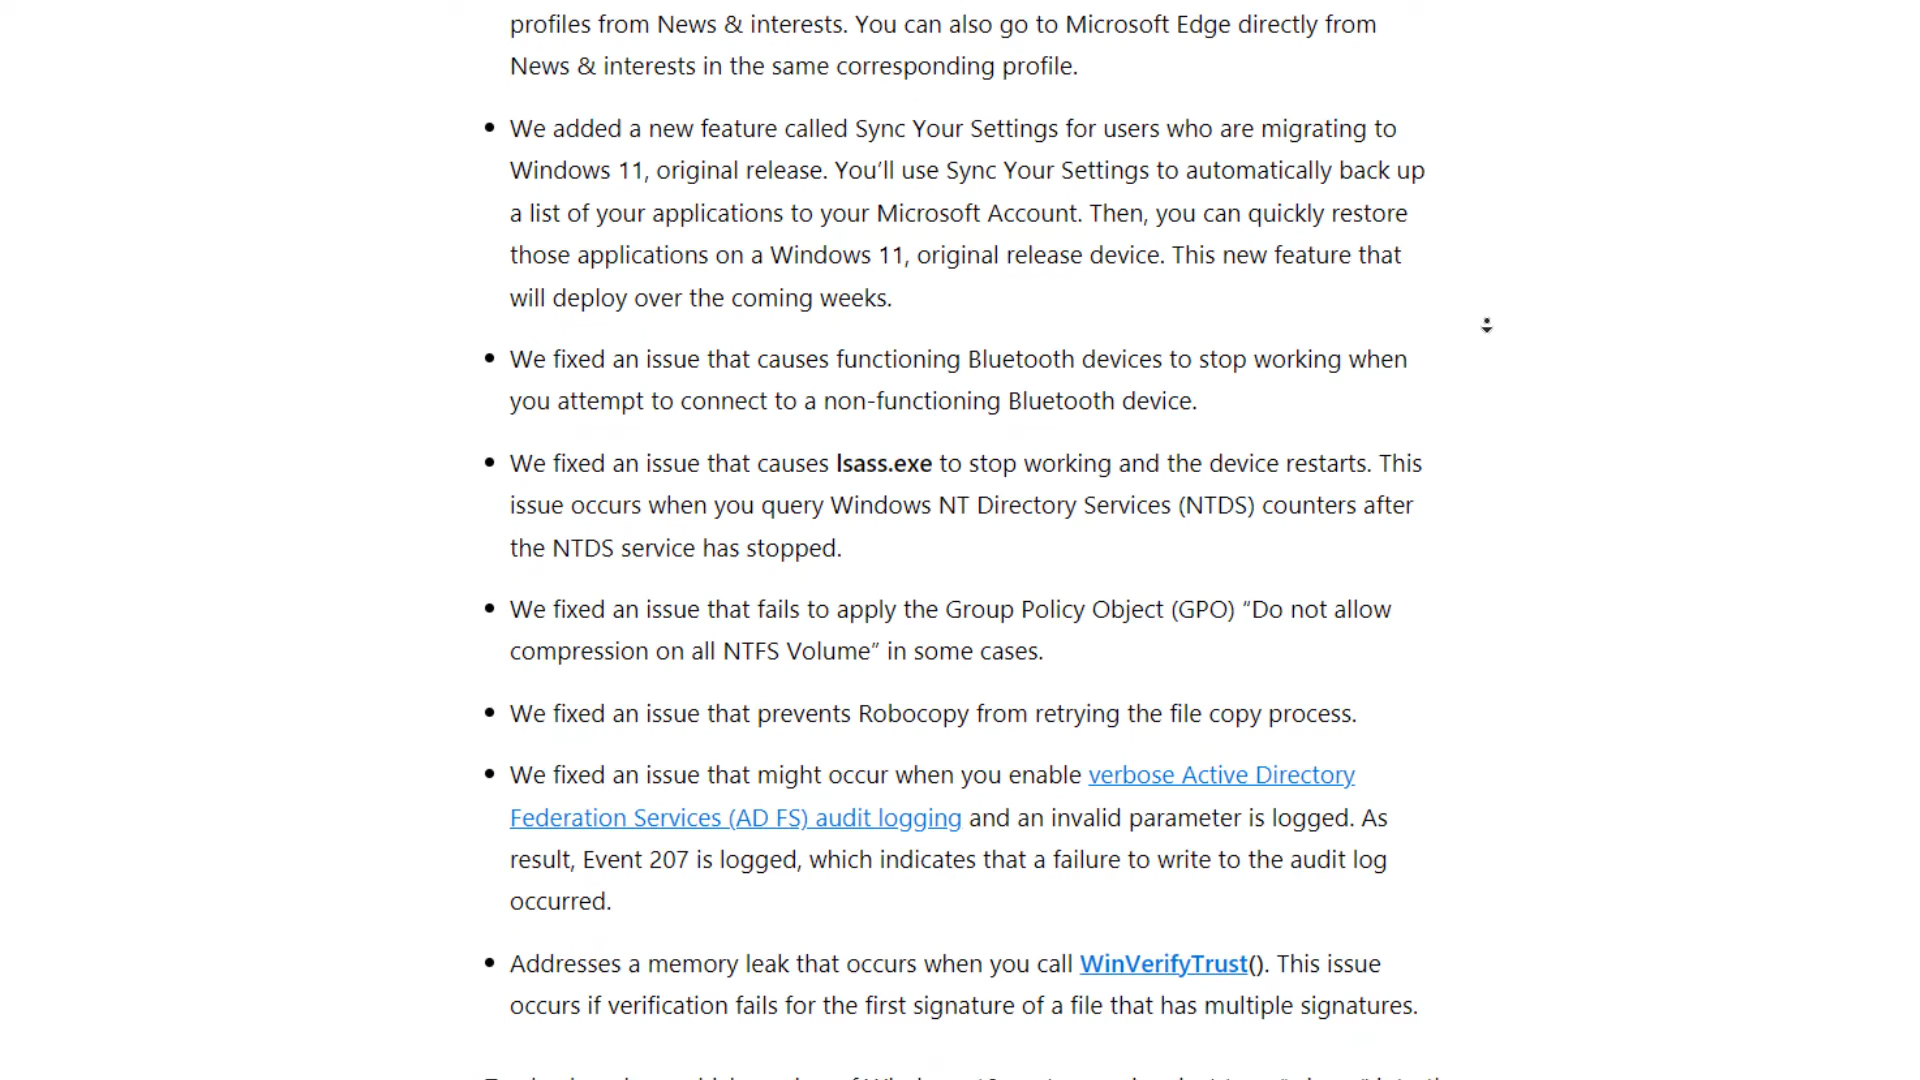 profiles from News & interests. You can also go to Microsoft Edge directly from
News & interests in the same corresponding profile.
We added a new feature called Sync Your Settings for users who are migrating to
Windows 11, original release. You’ll use Sync Your Settings to automatically back up
a list of your applications to your Microsoft Account. Then, you can quickly restore
those applications on a Windows 11, original release device. This new feature that
will deploy over the coming weeks.
We fixed an issue that causes functioning Bluetooth devices to stop working when
you attempt to connect to a non-functioning Bluetooth device.
We fixed an issue that causes lsass.exe to stop working and the device restarts. This
issue occurs when you query Windows NT Directory Services (NTDS) counters after
the NTDS service has stopped.
We fixed an issue that fails to apply the Group Policy Object (GPO) “Do not allow
compression on all NTFS Volume” in some cases.
We fixed an issue that prevents Robocopy from retrying the file copy process.
We fixed an issue that might occur when you enable verbose Active Directory
Federation Services (AD FS) audit logging and an invalid parameter is logged. As
result, Event 207 is logged, which indicates that a failure to write to the audit log
occurred.
Addresses a memory leak that occurs when you call WinVerifyTrust(). This issue
occurs if verification fails for the first signature of a file that has multiple signatures.